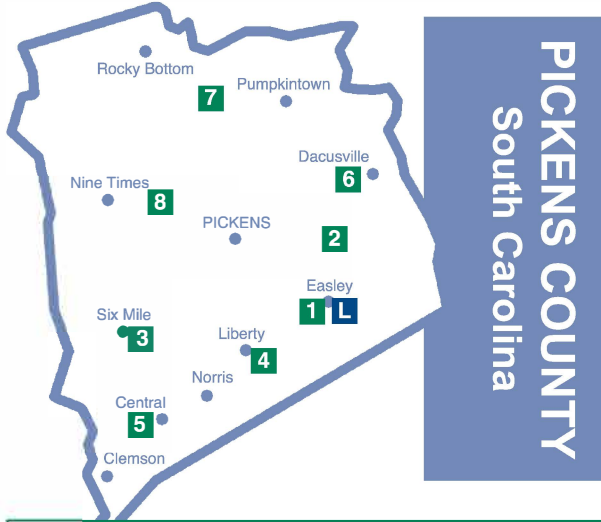 Rocky Bottom
Pumpkintown
7
Dacusville
6
Nine Times
8
PICKENS
2
Easley
1 L
Six Mile
3
Liberty
4
Norris
Central
5
Clemson
PICKENS COUNTY
South Carolina